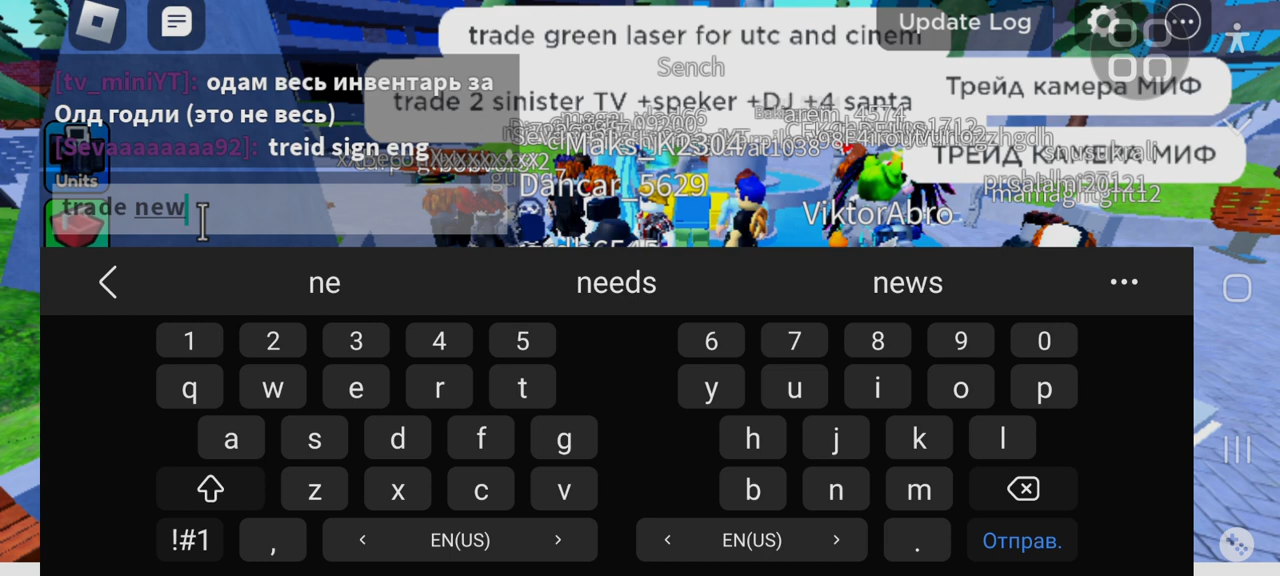 Update Log
trade green laser for utc and cinem
Sench
[tv_miniYT]: одам весь инвентарь за
Олд годли (это не весь)
trade 2 sinister TV +speker +DJ +4 santa
Трейд камера МИФ
[Sevaaaaaaaa92]: treid sign eng
Maks_K2304
ТРЕЙД КАМЕРА МИФ
Units
Dancar_5629
ViktorAbro
trade new
ne needs news
1 2 3 4 5 6 7 8 9 0
q w e r t y u i o p
a s d f g h j k l
z x c v b n m
!#1 , EN(US) EN(US) . Отправ.